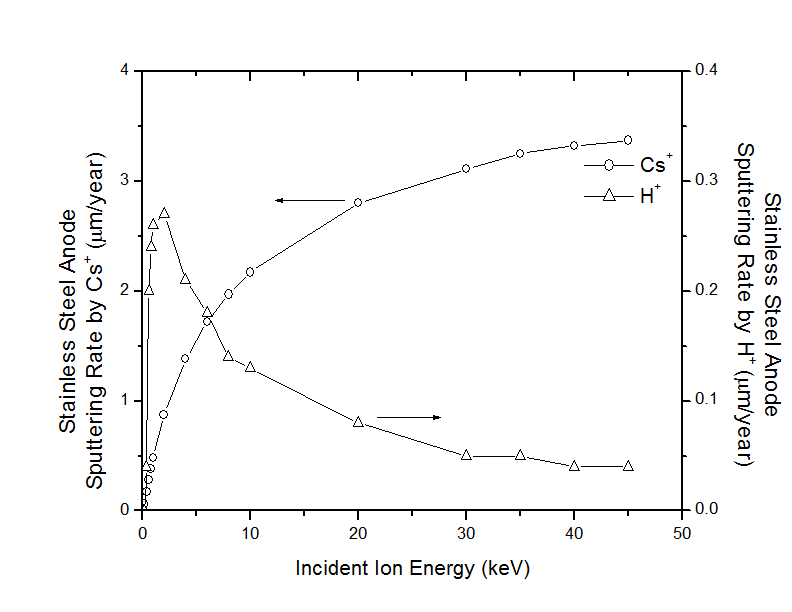 4
3
2
1
0
0.4
0.3
0.2
0.1
0.0
0
10
20
30
40
50
Stainless Steel Anode
Sputtering Rate by Cs⁺ (μm/year)
Cs⁺
H⁺
Stainless Steel Anode
Sputtering Rate by H⁺ (μm/year)
Incident Ion Energy (keV)